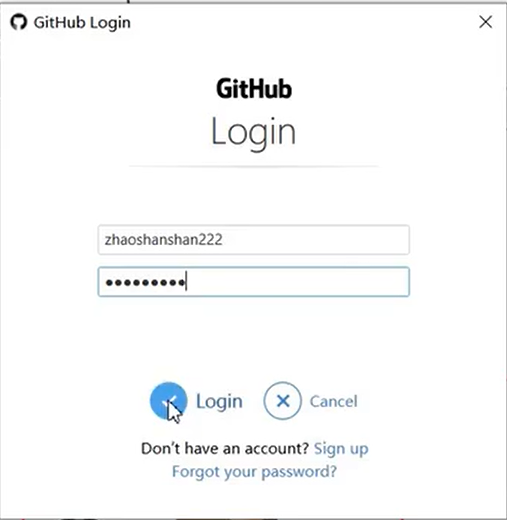 GitHub Login
GitHub
Login
zhaoshanshan222
•••••••••
Login Cancel
Don't have an account? Sign up
Forgot your password?